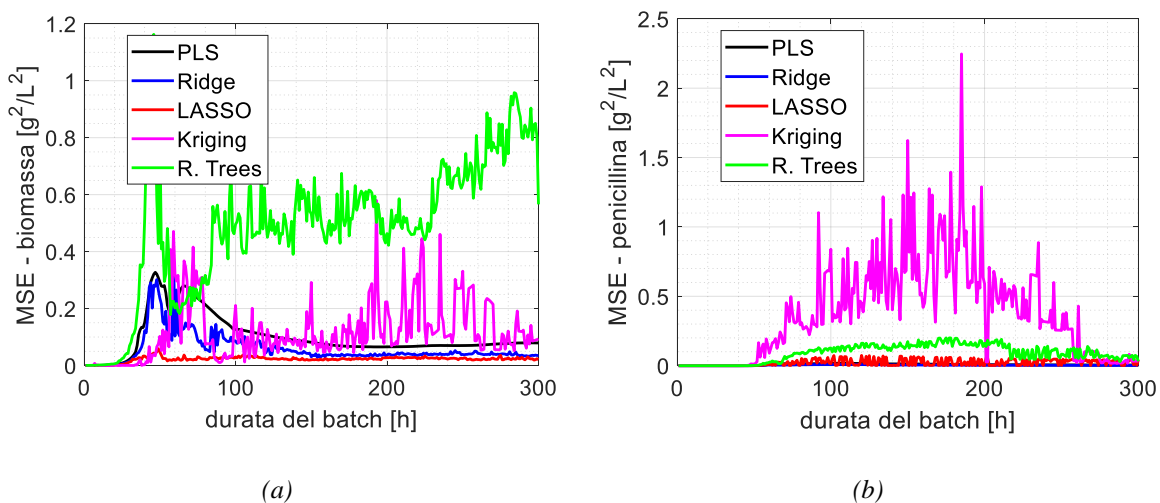 1.2
1
0.8
0.6
0.4
0.2
0
MSE - biomassa [g²/L²]
PLS
Ridge
LASSO
Kriging
R. Trees
0 100 200 300
durata del batch [h]
(a)
2.5
2
1.5
1
0.5
0
MSE - penicillina [g²/L²]
PLS
Ridge
LASSO
Kriging
R. Trees
0 100 200 300
durata del batch [h]
(b)